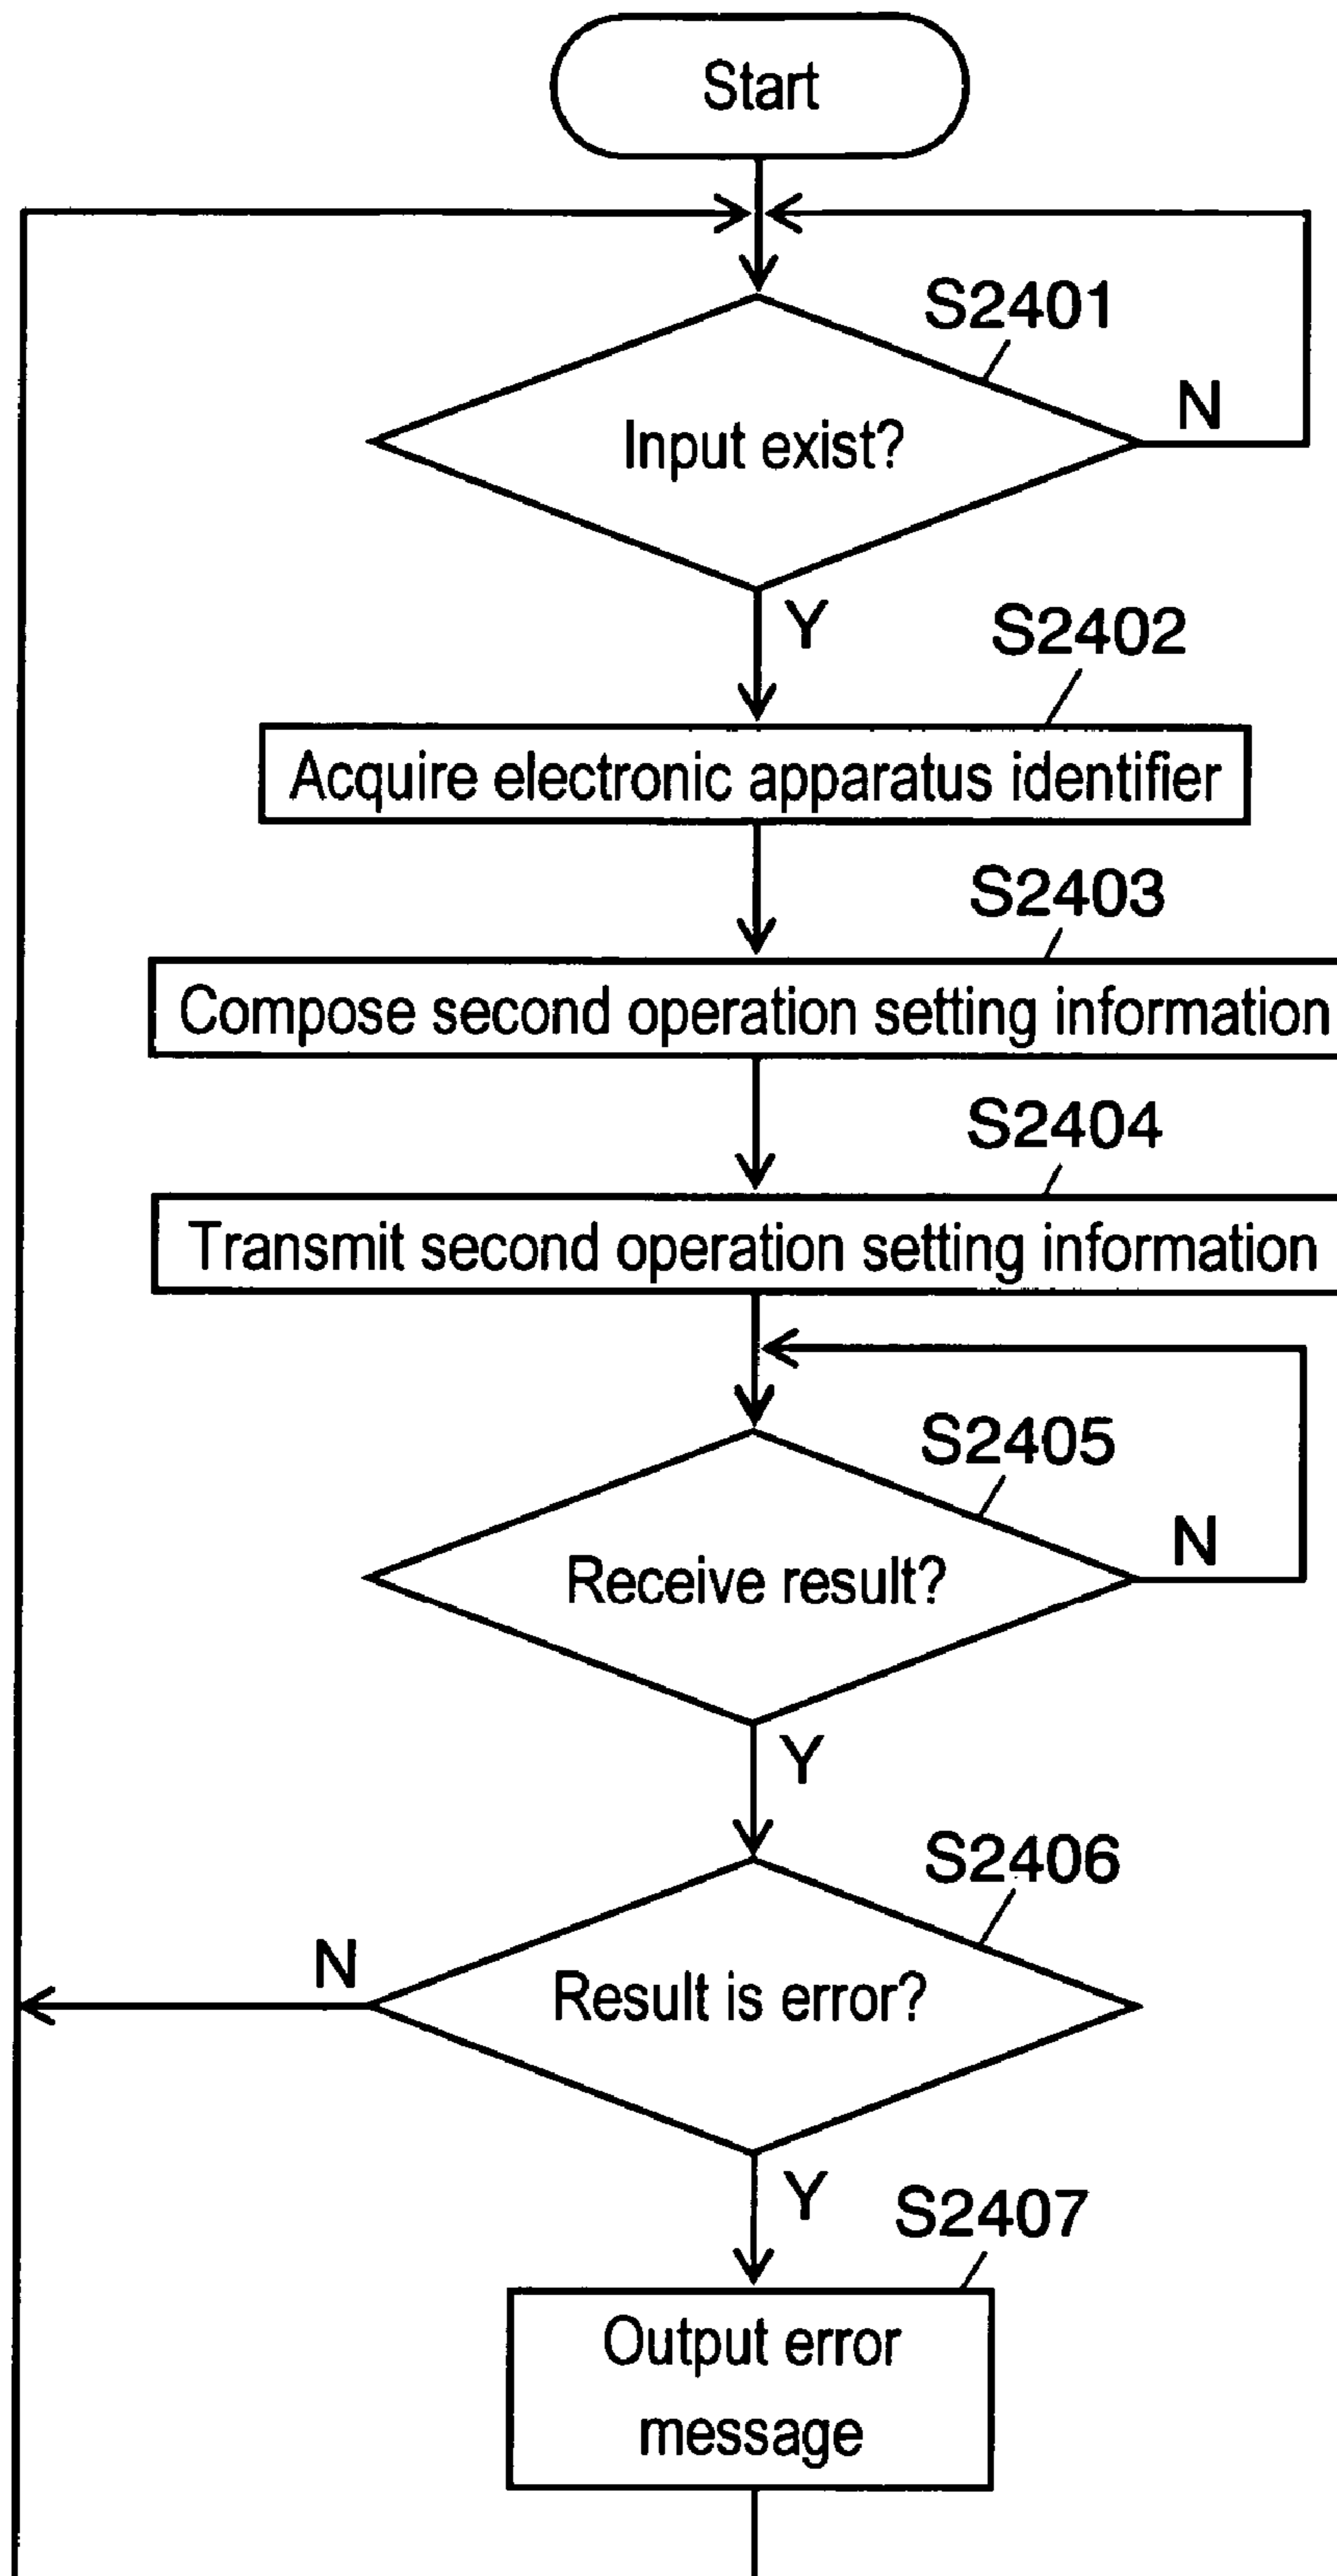 Start
S2401
Input exist?
N
Y
S2402
Acquire electronic apparatus identifier
S2403
Compose second operation setting information
S2404
Transmit second operation setting information
S2405
Receive result?
N
Y
S2406
N
Result is error?
Y
S2407
Output error
message